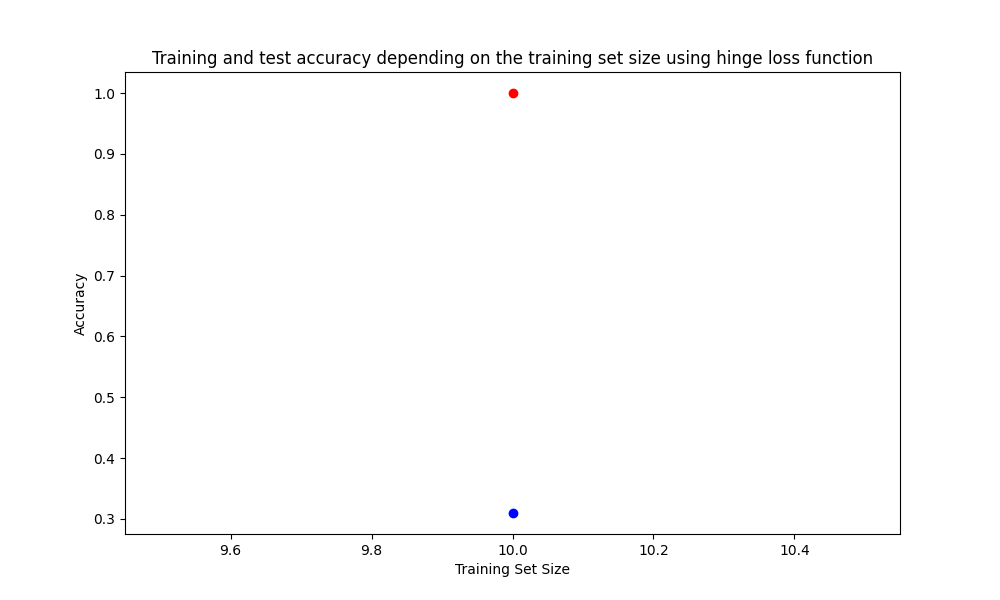 Training and test accuracy depending on the training set size using hinge loss function
1.0
0.9
0.8
0.7
0.6
0.5
0.4
0.3
Accuracy
9.6 9.8 10.0 10.2 10.4
Training Set Size